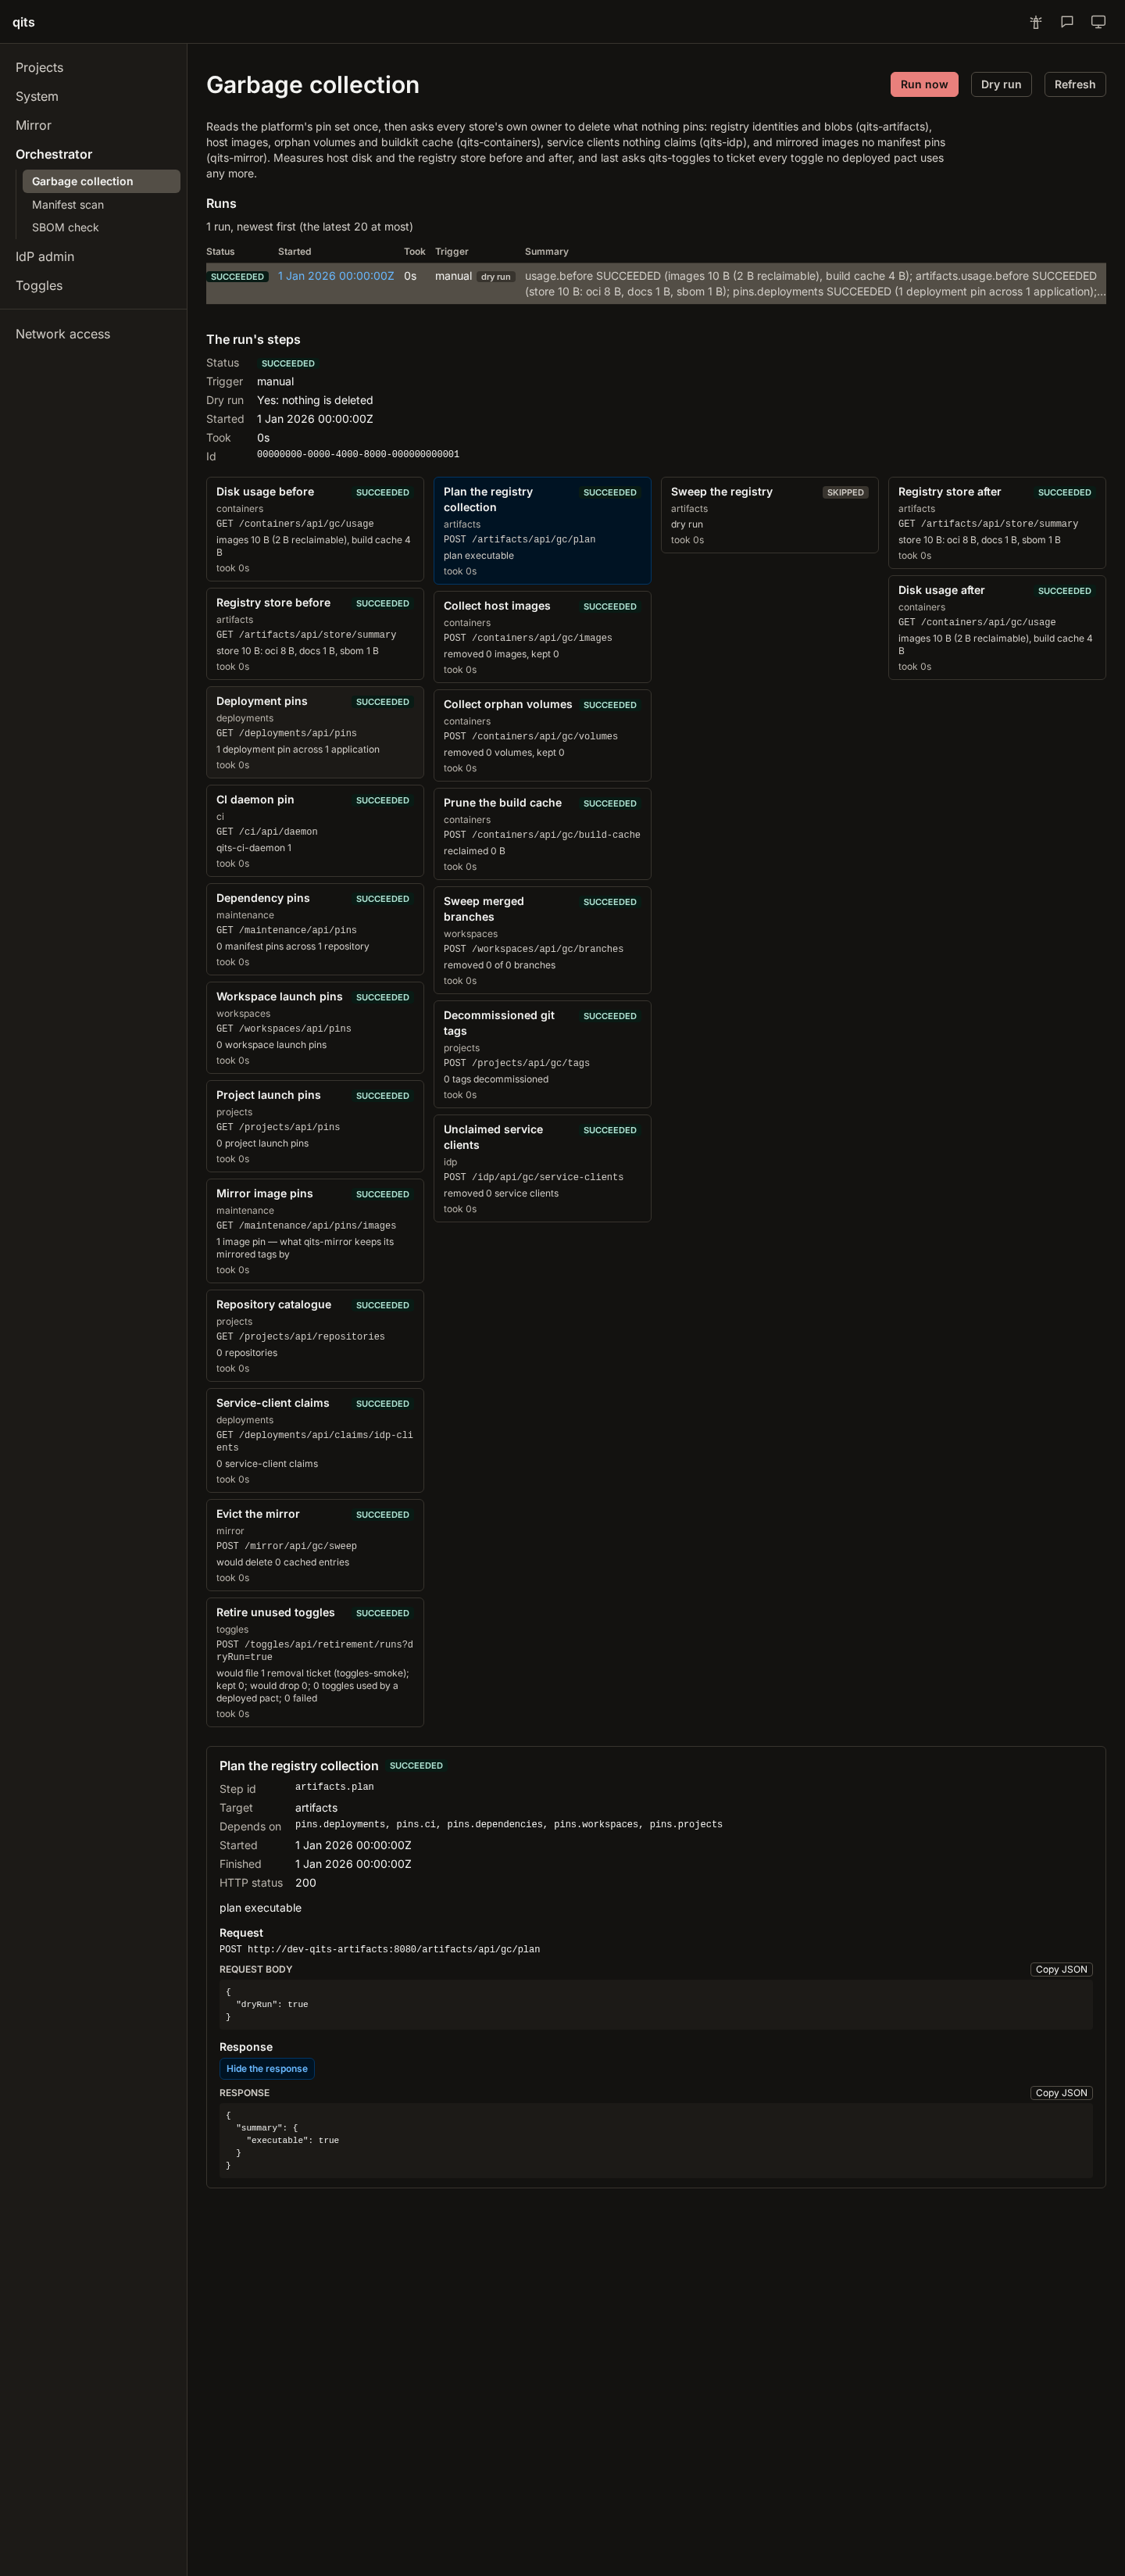 qits
Projects
System
Mirror
Orchestrator
Garbage collection
Manifest scan
SBOM check
IdP admin
Toggles
Network access
Garbage collection
Run now
Dry run
Refresh
Reads the platform's pin set once, then asks every store's own owner to delete what nothing pins: registry identities and blobs (qits-artifacts),
host images, orphan volumes and buildkit cache (qits-containers), service clients nothing claims (qits-idp), and mirrored images no manifest pins
(qits-mirror). Measures host disk and the registry store before and after, and last asks qits-toggles to ticket every toggle no deployed pact uses
any more.
Runs
1 run, newest first (the latest 20 at most)
Status Started Took Trigger Summary
SUCCEEDED 1 Jan 2026 00:00:00Z 0s manual dry run usage.before SUCCEEDED (images 10 B (2 B reclaimable), build cache 4 B); artifacts.usage.before SUCCEEDED
(store 10 B: oci 8 B, docs 1 B, sbom 1 B); pins.deployments SUCCEEDED (1 deployment pin across 1 application);...
The run's steps
Status SUCCEEDED
Trigger manual
Dry run Yes: nothing is deleted
Started 1 Jan 2026 00:00:00Z
Took 0s
Id 00000000-0000-4000-8000-000000000001
Disk usage before SUCCEEDED
containers
GET /containers/api/gc/usage
images 10 B (2 B reclaimable), build cache 4
B
took 0s
Registry store before SUCCEEDED
artifacts
GET /artifacts/api/store/summary
store 10 B: oci 8 B, docs 1 B, sbom 1 B
took 0s
Deployment pins SUCCEEDED
deployments
GET /deployments/api/pins
1 deployment pin across 1 application
took 0s
CI daemon pin SUCCEEDED
ci
GET /ci/api/daemon
qits-ci-daemon 1
took 0s
Dependency pins SUCCEEDED
maintenance
GET /maintenance/api/pins
0 manifest pins across 1 repository
took 0s
Workspace launch pins SUCCEEDED
workspaces
GET /workspaces/api/pins
0 workspace launch pins
took 0s
Project launch pins SUCCEEDED
projects
GET /projects/api/pins
0 project launch pins
took 0s
Mirror image pins SUCCEEDED
maintenance
GET /maintenance/api/pins/images
1 image pin — what qits-mirror keeps its
mirrored tags by
took 0s
Repository catalogue SUCCEEDED
projects
GET /projects/api/repositories
0 repositories
took 0s
Service-client claims SUCCEEDED
deployments
GET /deployments/api/claims/idp-cli
ents
0 service-client claims
took 0s
Evict the mirror SUCCEEDED
mirror
POST /mirror/api/gc/sweep
would delete 0 cached entries
took 0s
Retire unused toggles SUCCEEDED
toggles
POST /toggles/api/retirement/runs?d
ryRun=true
would file 1 removal ticket (toggles-smoke);
kept 0; would drop 0; 0 toggles used by a
deployed pact; 0 failed
took 0s
Plan the registry SUCCEEDED
collection
artifacts
POST /artifacts/api/gc/plan
plan executable
took 0s
Collect host images SUCCEEDED
containers
POST /containers/api/gc/images
removed 0 images, kept 0
took 0s
Collect orphan volumes SUCCEEDED
containers
POST /containers/api/gc/volumes
removed 0 volumes, kept 0
took 0s
Prune the build cache SUCCEEDED
containers
POST /containers/api/gc/build-cache
reclaimed 0 B
took 0s
Sweep merged SUCCEEDED
branches
workspaces
POST /workspaces/api/gc/branches
removed 0 of 0 branches
took 0s
Decommissioned git SUCCEEDED
tags
projects
POST /projects/api/gc/tags
0 tags decommissioned
took 0s
Unclaimed service SUCCEEDED
clients
idp
POST /idp/api/gc/service-clients
removed 0 service clients
took 0s
Sweep the registry SKIPPED
artifacts
dry run
took 0s
Registry store after SUCCEEDED
artifacts
GET /artifacts/api/store/summary
store 10 B: oci 8 B, docs 1 B, sbom 1 B
took 0s
Disk usage after SUCCEEDED
containers
GET /containers/api/gc/usage
images 10 B (2 B reclaimable), build cache 4
B
took 0s
Plan the registry collection SUCCEEDED
Step id artifacts.plan
Target artifacts
Depends on pins.deployments, pins.ci, pins.dependencies, pins.workspaces, pins.projects
Started 1 Jan 2026 00:00:00Z
Finished 1 Jan 2026 00:00:00Z
HTTP status 200
plan executable
Request
POST http://dev-qits-artifacts:8080/artifacts/api/gc/plan
REQUEST BODY Copy JSON
{
"dryRun": true
}
Response
Hide the response
RESPONSE Copy JSON
{
"summary": {
"executable": true
}
}